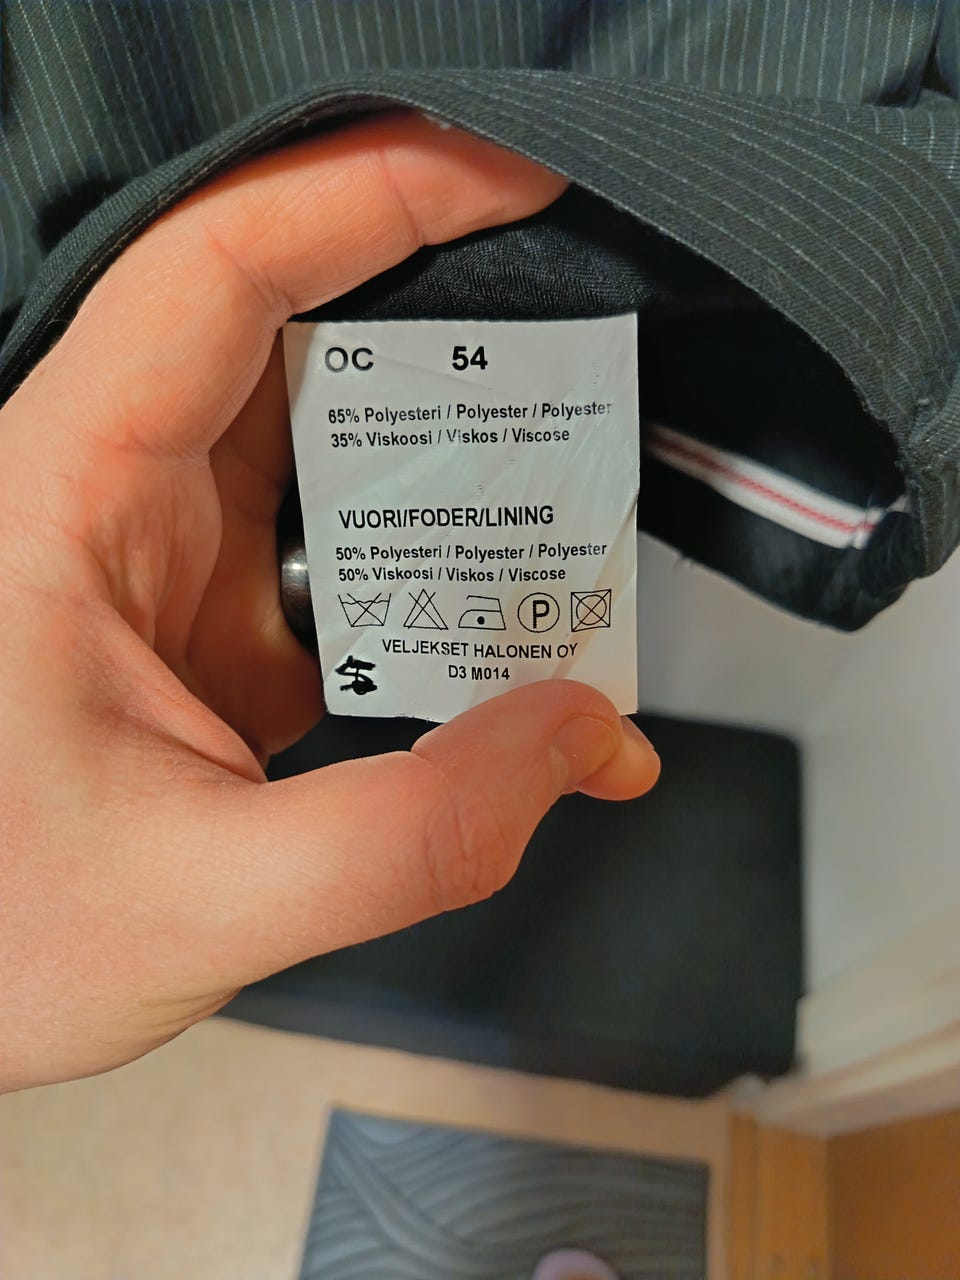 OC 54
65% Polyesteri / Polyester / Polyester
35% Viskoosi / Viskos / Viscose
VUORI/FODER/LINING
50% Polyesteri / Polyester / Polyester
50% Viskoosi / Viskos / Viscose
P
VELJEKSET HALONEN OY
D3 M014